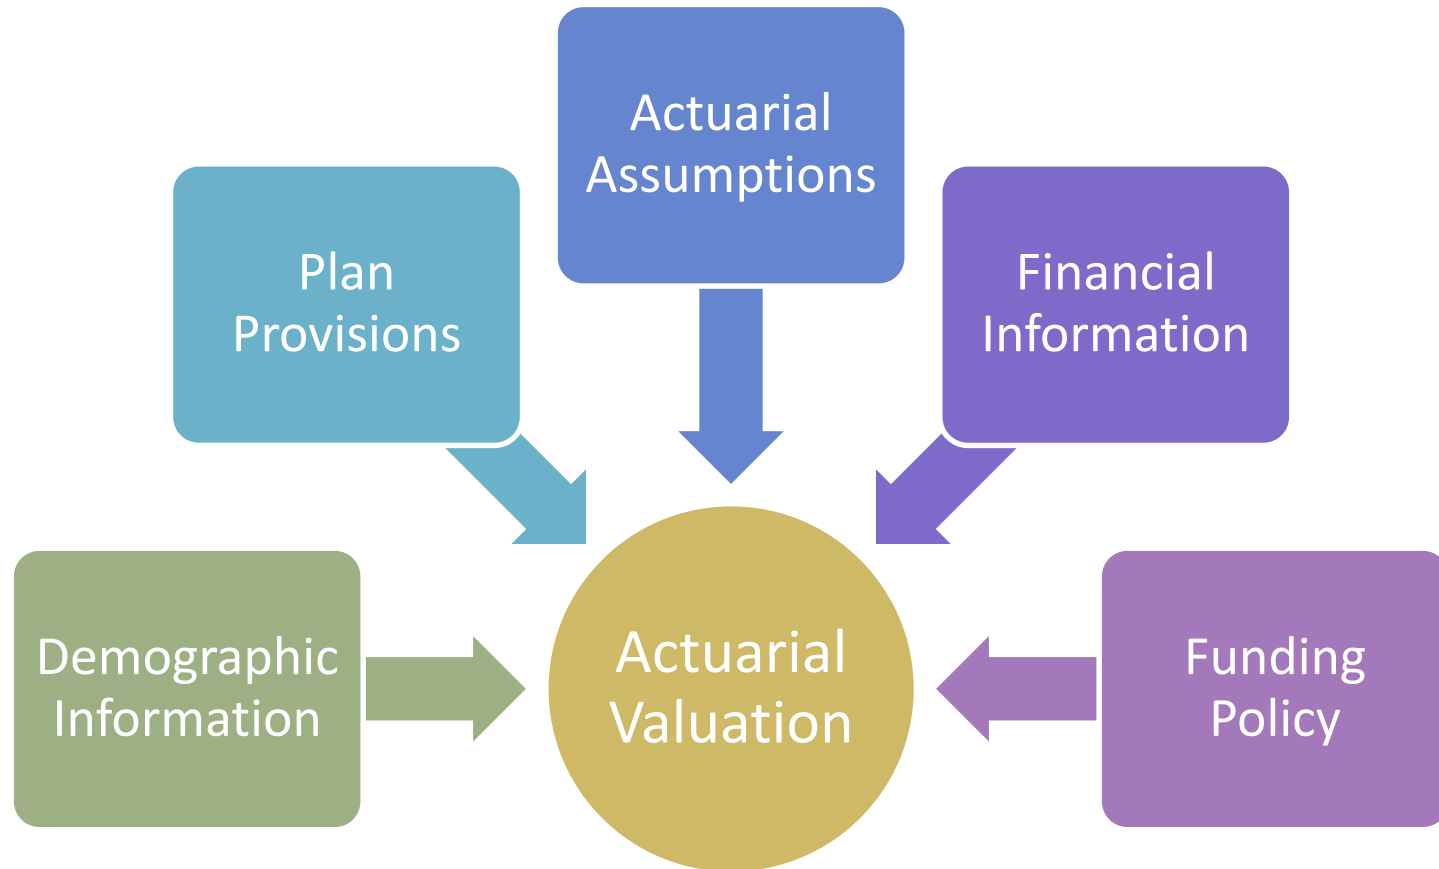 Actuarial
Assumptions
Plan
Provisions
Financial
Information
Demographic
Information
Actuarial
Valuation
Funding
Policy